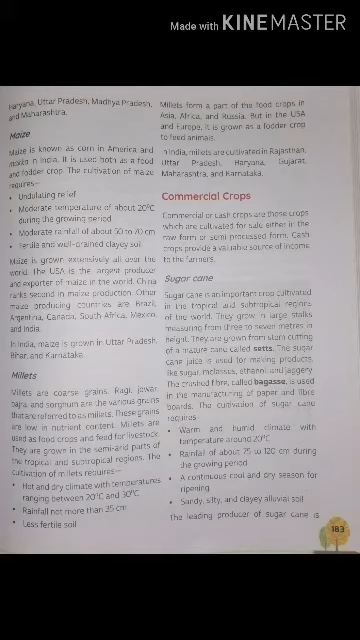 Made with KINEMASTER
Haryana, Uttar Pradesh, Madhya Pradesh,
and Maharashtra.
Maize
Maize is known as corn in America and
makka in India. It is used both as a food
and fodder crop. The cultivation of maize
requires—
• Undulating relief
• Moderate temperature of about 20°C
during the growing period
• Moderate rainfall of about 50 to 70 cm
• Fertile and well-drained clayey soil
Maize is grown extensively all over the
world. The USA is the largest producer
and exporter of maize in the world. China
ranks second in maize production. Other
maize producing countries are Brazil,
Argentina, Canada, South Africa, Mexico,
and India.
In India, maize is grown in Uttar Pradesh,
Bihar, and Karnataka.
Millets
Millets are coarse grains. Ragi, jowar,
bajra, and sorghum are the various grains
that are referred to as millets. These grains
are low in nutrient content. Millets are
used as food crops and feed for livestock.
They are grown in the semi-arid parts of
the tropical and subtropical regions. The
cultivation of millets requires—
• Hot and dry climate with temperatures
ranging between 20°C and 30°C
• Rainfall not more than 35 cm
• Less fertile soil
Millets form a part of the food crops in
Asia, Africa, and Russia. But in the USA
and Europe, it is grown as a fodder crop
to feed animals.
In India, millets are cultivated in Rajasthan,
Uttar Pradesh, Haryana, Gujarat,
Maharashtra, and Karnataka.
Commercial Crops
Commercial or cash crops are those crops
which are cultivated for sale either in the
raw form or semi-processed form. Cash
crops provide a valuable source of income
to the farmers.
Sugar cane
Sugar cane is an important crop cultivated
in the tropical and subtropical regions
of the world. They grow in large stalks
measuring from three to seven metres in
height. They are grown from stem cutting
of a mature cane called setts. The sugar
cane juice is used for making products,
like sugar, molasses, ethanol, and jaggery.
The crushed fibre, called bagasse, is used
in the manufacturing of paper and fibre
boards. The cultivation of sugar cane
requires—
• Warm and humid climate with
temperature around 20°C
• Rainfall of about 75 to 120 cm during
the growing period
• A continuous cool and dry season for
ripening
• Sandy, silty, and clayey alluvial soil
The leading producer of sugar cane is
183